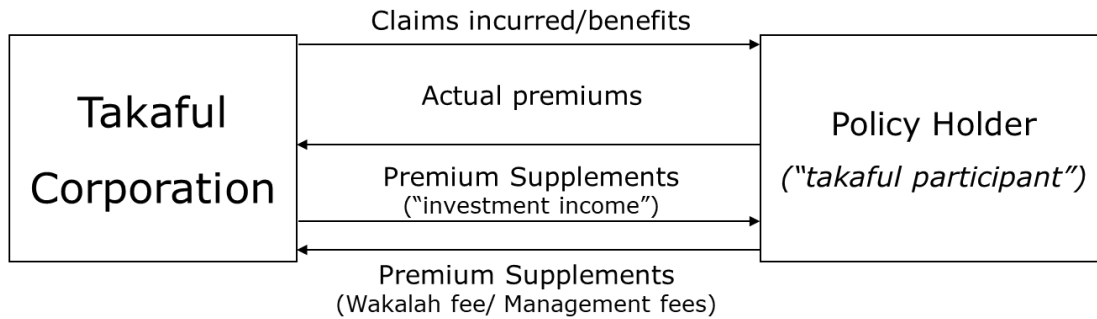 Claims incurred/benefits
Takaful
Corporation
Actual premiums
Policy Holder
(“takaful participant”)
Premium Supplements
(“investment income”)
Premium Supplements
(Wakalah fee/ Management fees)